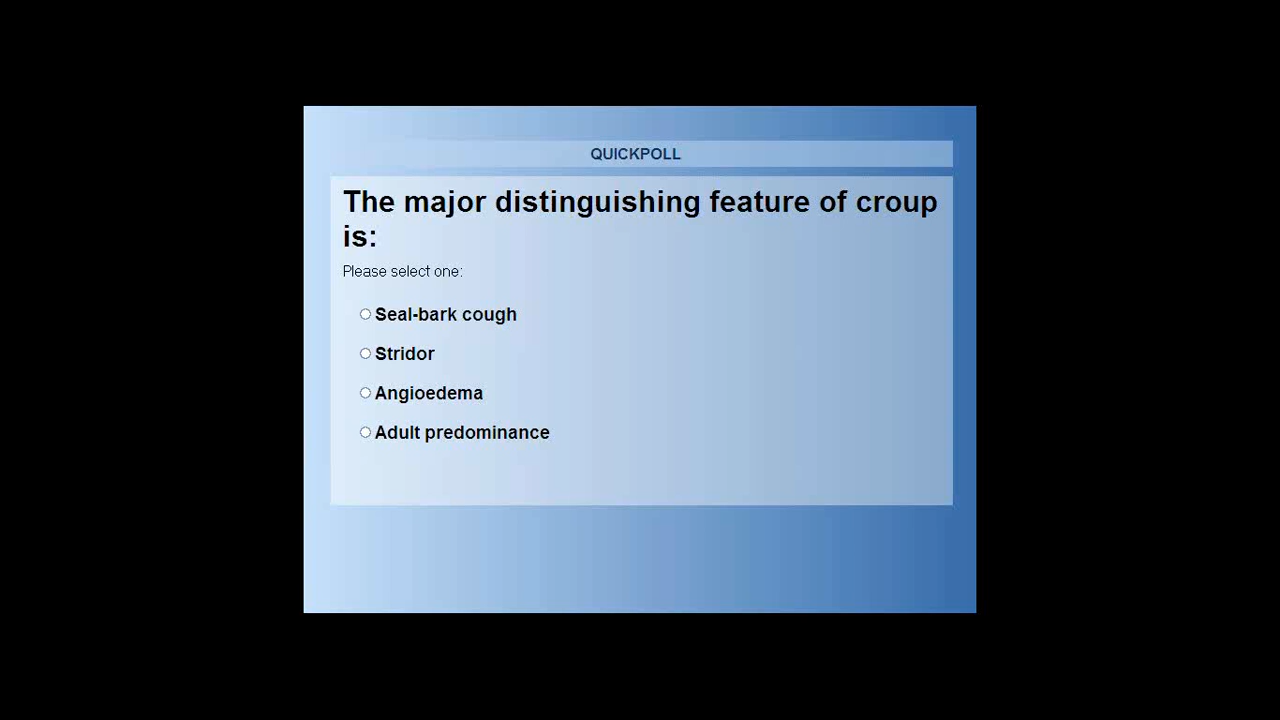 QUICKPOLL
The major distinguishing feature of croup
is:
Please select one:
Seal-bark cough
Stridor
Angioedema
Adult predominance